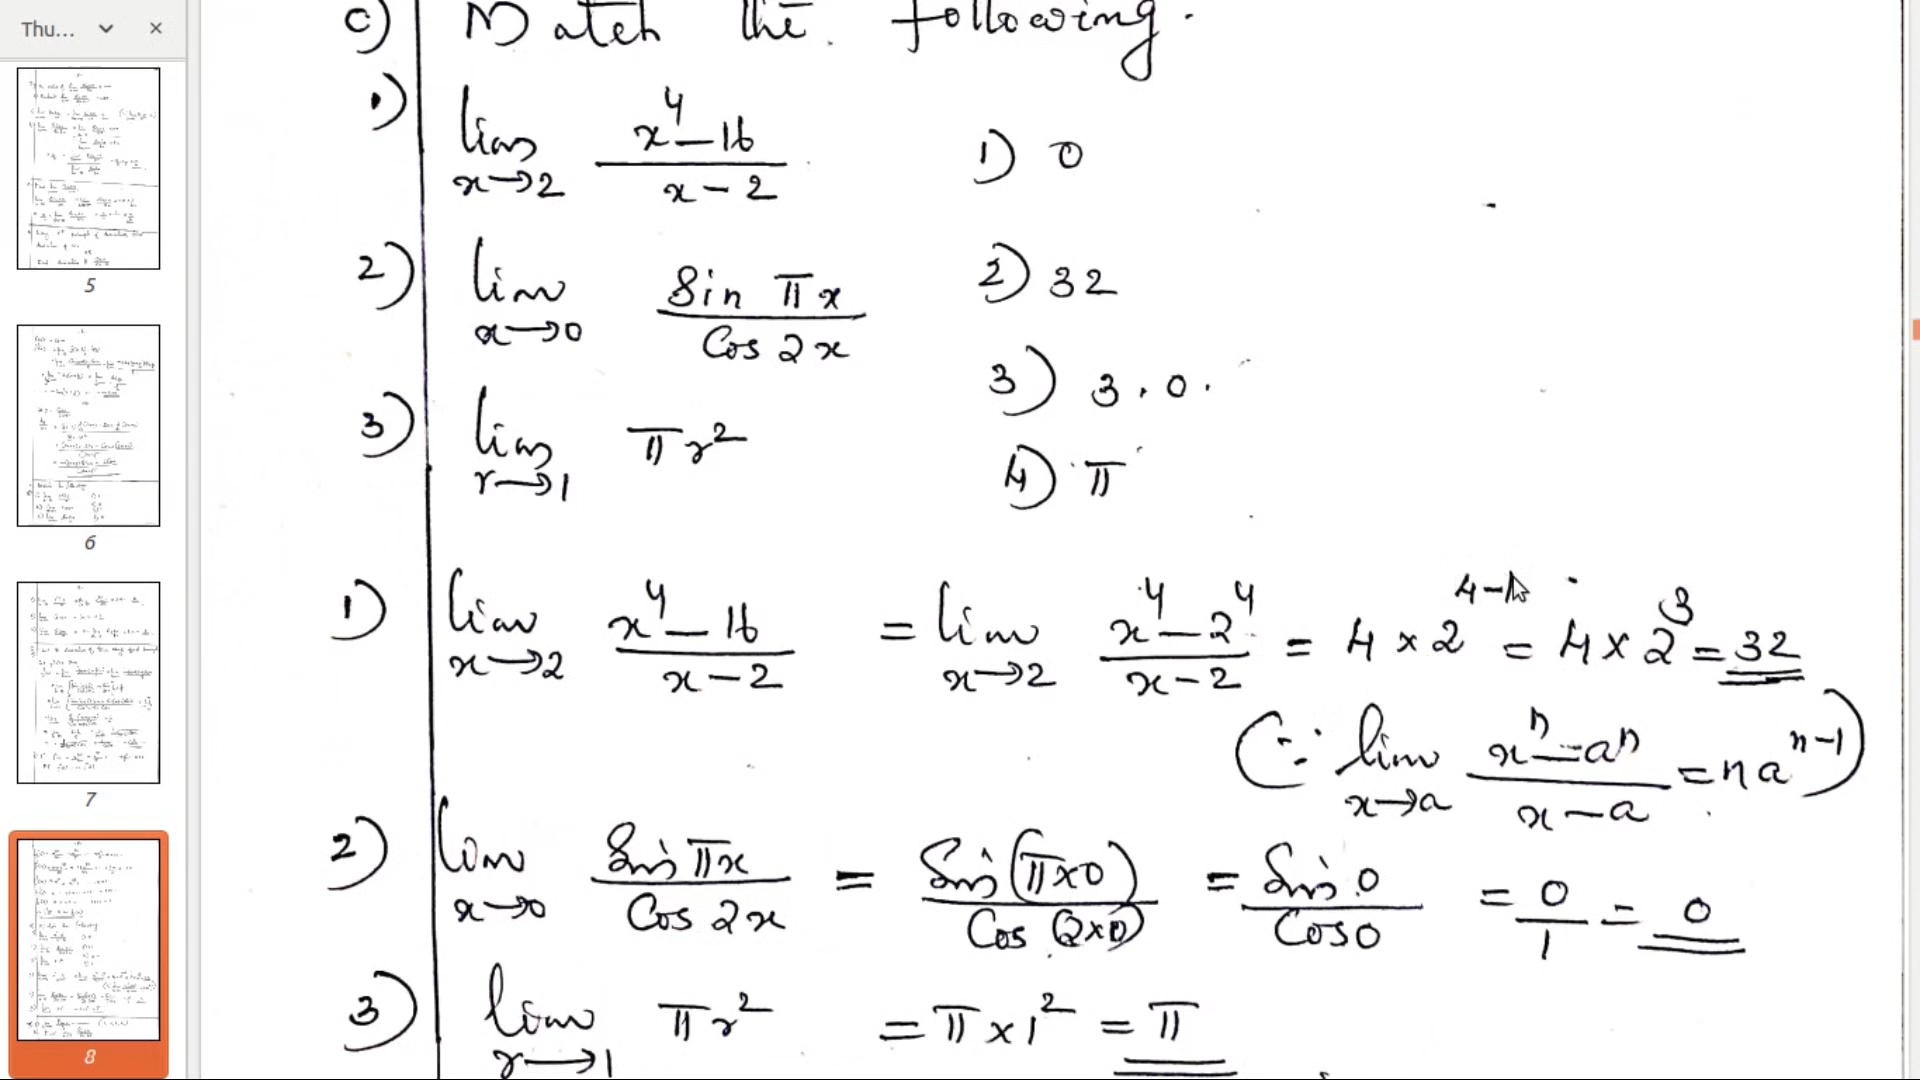 Thu...
5
6
7
8
c) Match the following.
1) lim x→2 (x⁴−16)/(x−2) 1) 0
2) lim x→0 Sin πx / Cos 2x 2) 32
3) 3.0.
3) lim r→1 πr² 4) π
1) lim x→2 (x⁴−16)/(x−2) = lim x→2 (x⁴−2⁴)/(x−2) = 4×2⁴⁻¹ = 4×2³ = 32
(∵ lim x→a (xⁿ−aⁿ)/(x−a) = naⁿ⁻¹)
2) lim x→0 Sin πx / Cos 2x = Sin(π×0) / Cos(2×0) = Sin 0 / Cos 0 = 0/1 = 0
3) lim r→1 πr² = π×1² = π